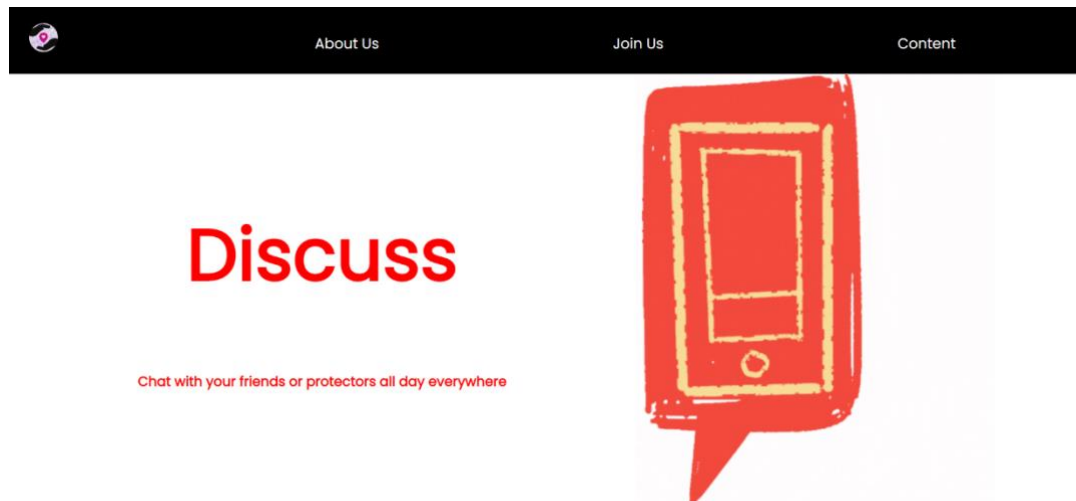 About Us
Join Us
Content
Discuss
Chat with your friends or protectors all day everywhere